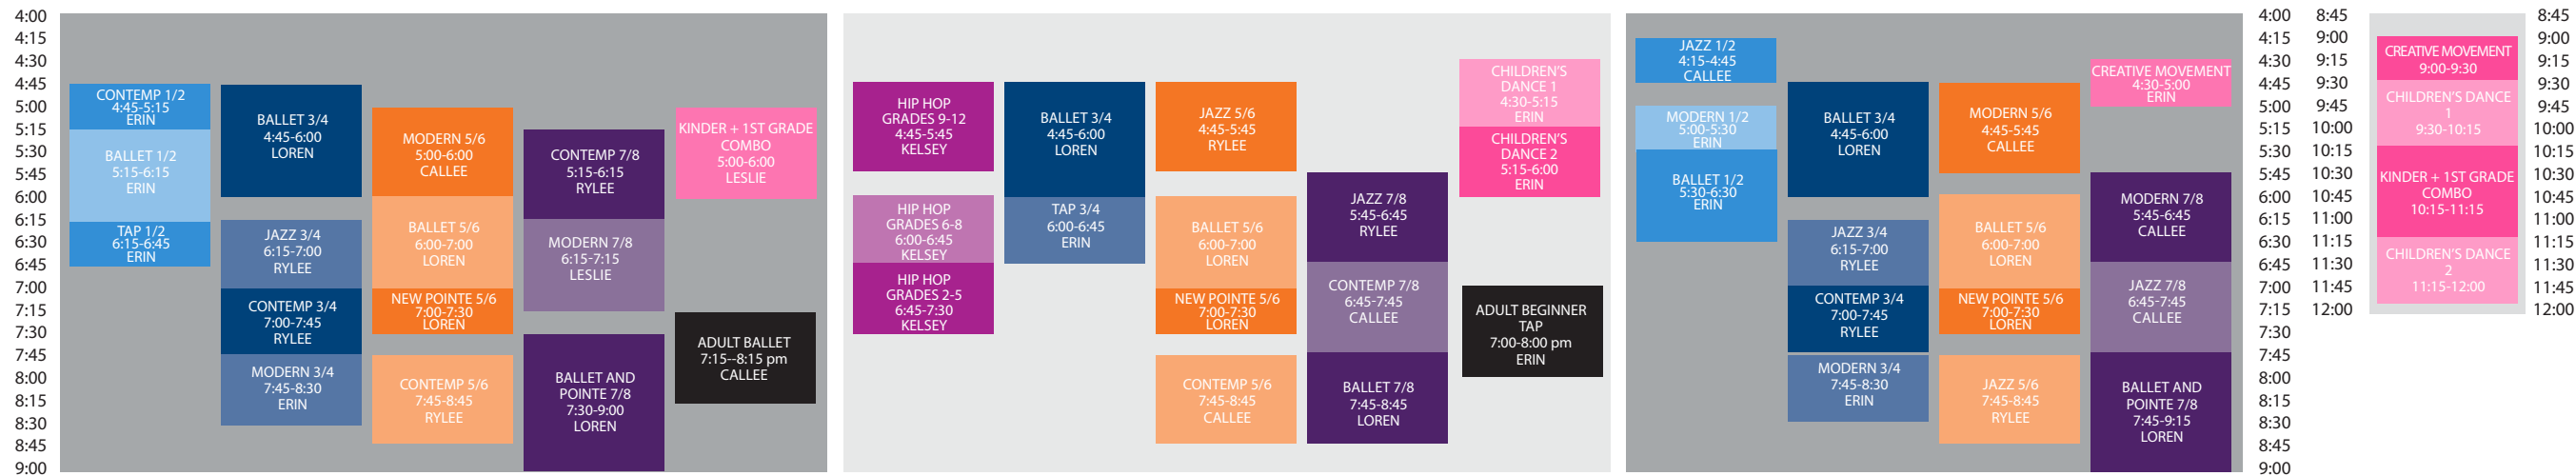 4:00
4:15
4:30
4:45
5:00
5:15
5:30
5:45
6:00
6:15
6:30
6:45
7:00
7:15
7:30
7:45
8:00
8:15
8:30
8:45
9:00
CONTEMP 1/2
4:45-5:15
ERIN
BALLET 1/2
5:15-6:15
ERIN
TAP 1/2
6:15-6:45
ERIN
BALLET 3/4
4:45-6:00
LOREN
JAZZ 3/4
6:15-7:00
RYLEE
CONTEMP 3/4
7:00-7:45
RYLEE
MODERN 3/4
7:45-8:30
ERIN
MODERN 5/6
5:00-6:00
CALLEE
BALLET 5/6
6:00-7:00
LOREN
NEW POINTE 5/6
7:00-7:30
LOREN
CONTEMP 5/6
7:45-8:45
RYLEE
CONTEMP 7/8
5:15-6:15
RYLEE
MODERN 7/8
6:15-7:15
LESLIE
BALLET AND
POINTE 7/8
7:30-9:00
LOREN
KINDER + 1ST GRADE
COMBO
5:00-6:00
LESLIE
ADULT BALLET
7:15--8:15 pm
CALLEE
HIP HOP
GRADES 9-12
4:45-5:45
KELSEY
HIP HOP
GRADES 6-8
6:00-6:45
KELSEY
HIP HOP
GRADES 2-5
6:45-7:30
KELSEY
BALLET 3/4
4:45-6:00
LOREN
TAP 3/4
6:00-6:45
ERIN
JAZZ 5/6
4:45-5:45
RYLEE
BALLET 5/6
6:00-7:00
LOREN
NEW POINTE 5/6
7:00-7:30
LOREN
CONTEMP 5/6
7:45-8:45
CALLEE
JAZZ 7/8
5:45-6:45
RYLEE
CONTEMP 7/8
6:45-7:45
CALLEE
BALLET 7/8
7:45-8:45
LOREN
CHILDREN'S
DANCE 1
4:30-5:15
ERIN
CHILDREN'S
DANCE 2
5:15-6:00
ERIN
ADULT BEGINNER
TAP
7:00-8:00 pm
ERIN
JAZZ 1/2
4:15-4:45
CALLEE
MODERN 1/2
5:00-5:30
ERIN
BALLET 1/2
5:30-6:30
ERIN
BALLET 3/4
4:45-6:00
LOREN
JAZZ 3/4
6:15-7:00
RYLEE
CONTEMP 3/4
7:00-7:45
RYLEE
MODERN 3/4
7:45-8:30
ERIN
MODERN 5/6
4:45-5:45
CALLEE
BALLET 5/6
6:00-7:00
LOREN
NEW POINTE 5/6
7:00-7:30
LOREN
JAZZ 5/6
7:45-8:45
RYLEE
CREATIVE MOVEMENT
4:30-5:00
ERIN
MODERN 7/8
5:45-6:45
CALLEE
JAZZ 7/8
6:45-7:45
CALLEE
BALLET AND
POINTE 7/8
7:45-9:15
LOREN
4:00
4:15
4:30
4:45
5:00
5:15
5:30
5:45
6:00
6:15
6:30
6:45
7:00
7:15
7:30
7:45
8:00
8:15
8:30
8:45
9:00
8:45
9:00
9:15
9:30
9:45
10:00
10:15
10:30
10:45
11:00
11:15
11:30
11:45
12:00
CREATIVE MOVEMENT
9:00-9:30
CHILDREN'S DANCE
1
9:30-10:15
KINDER + 1ST GRADE
COMBO
10:15-11:15
CHILDREN'S DANCE
2
11:15-12:00
8:45
9:00
9:15
9:30
9:45
10:00
10:15
10:30
10:45
11:00
11:15
11:30
11:45
12:00